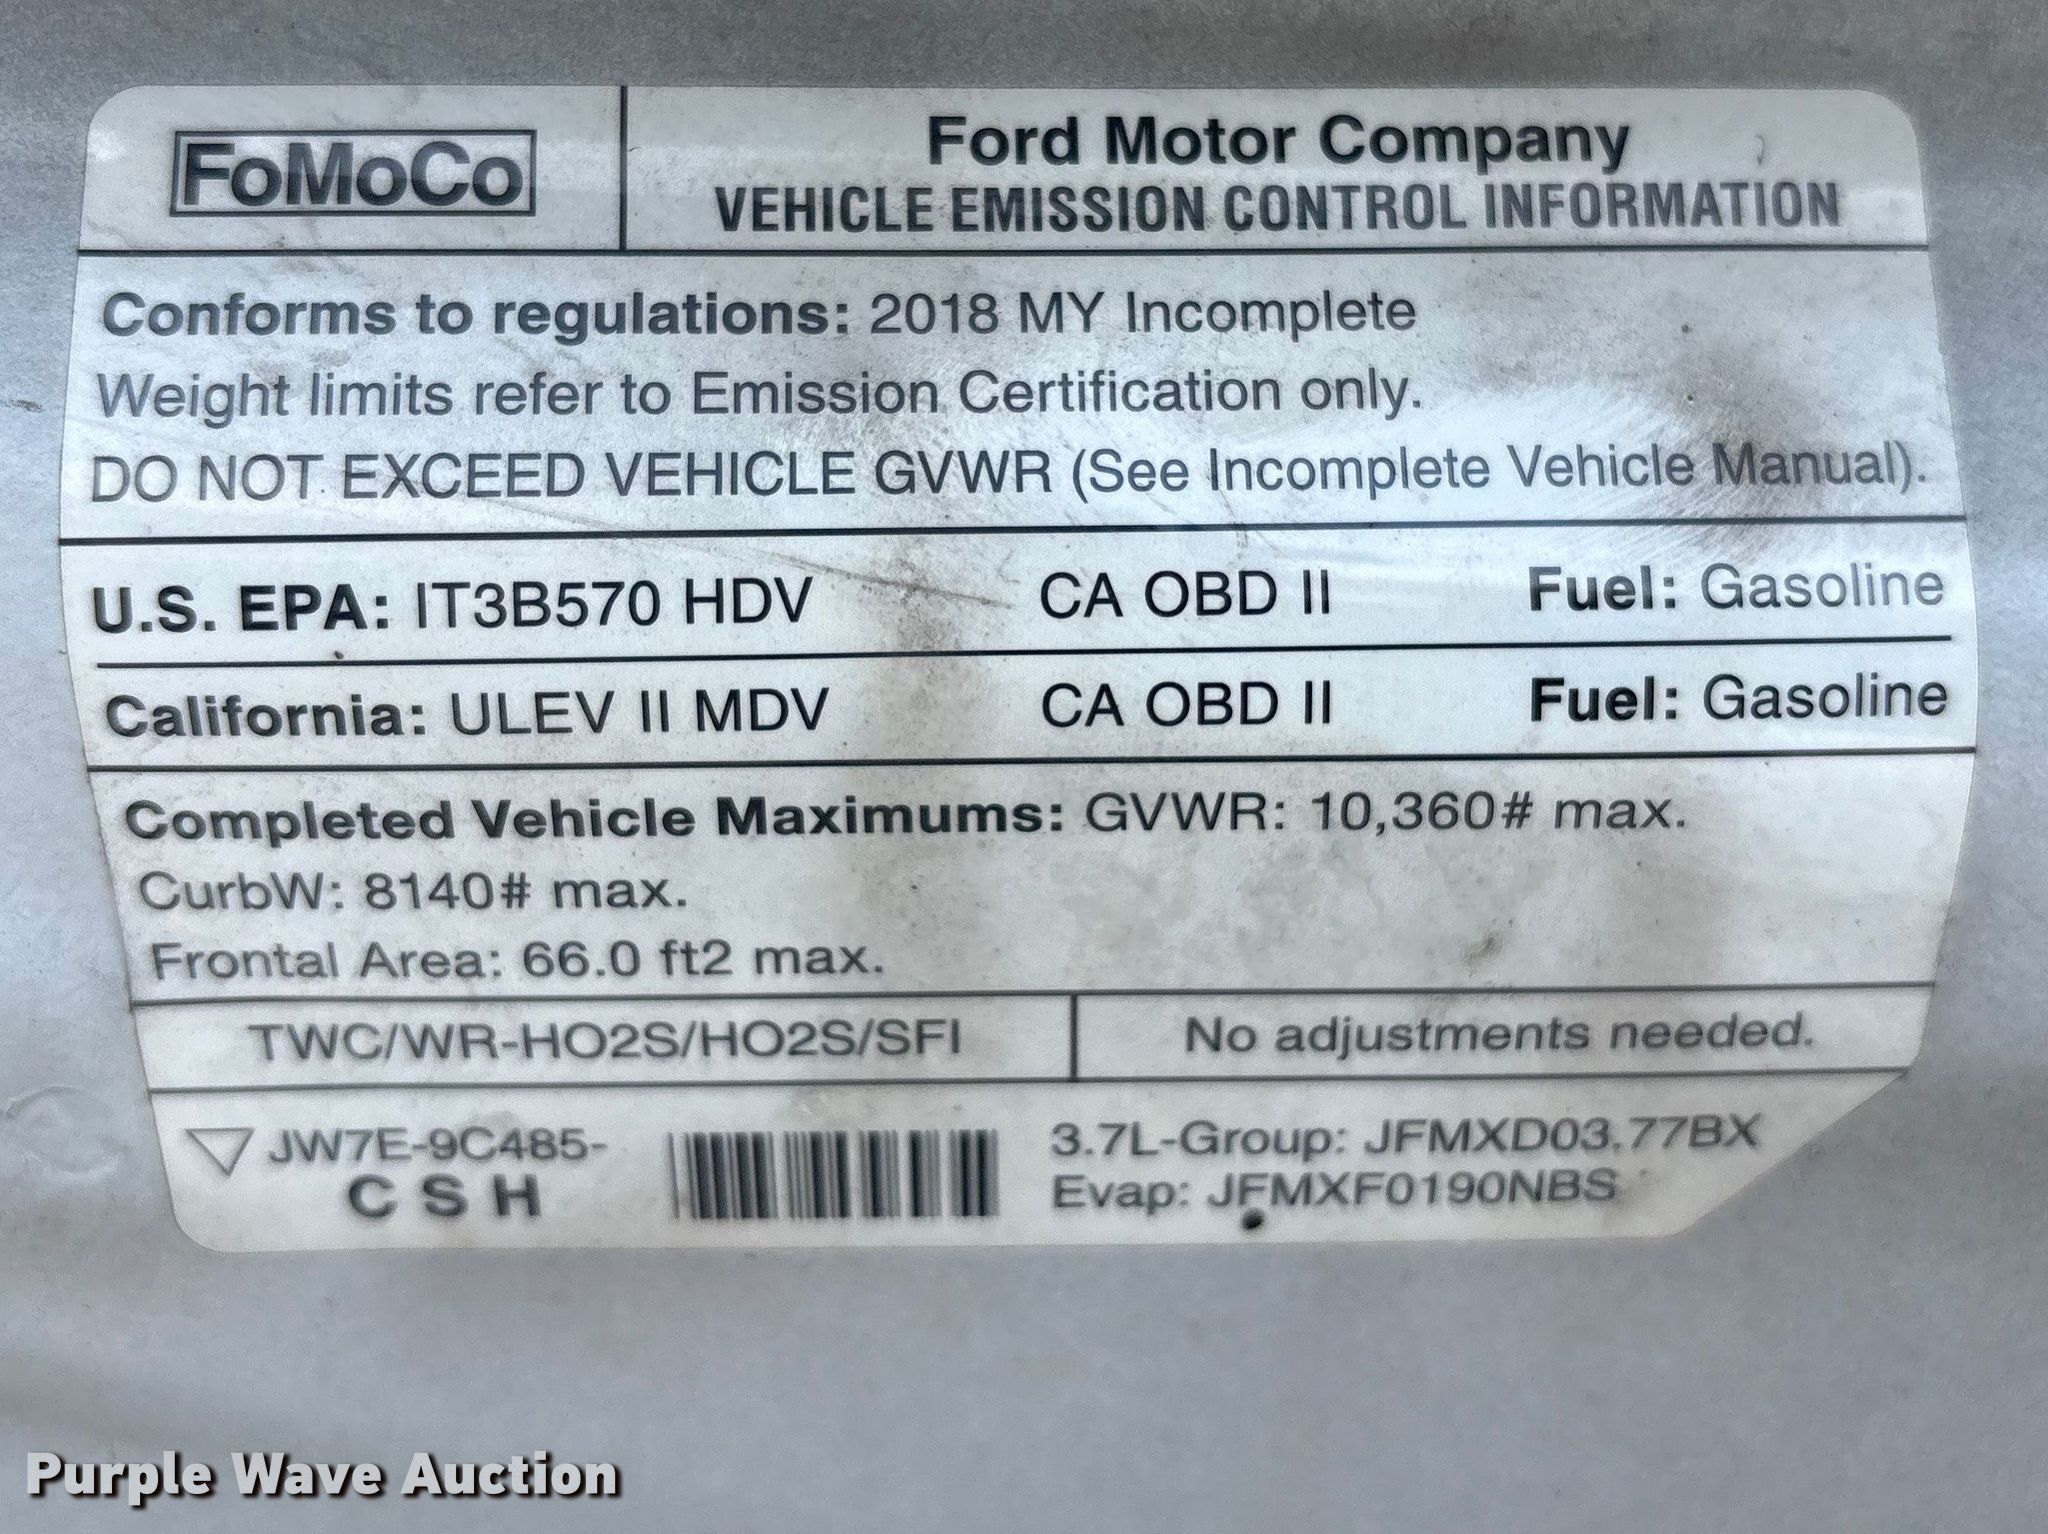 FoMoCo
Ford Motor Company
VEHICLE EMISSION CONTROL INFORMATION
Conforms to regulations: 2018 MY Incomplete
Weight limits refer to Emission Certification only.
DO NOT EXCEED VEHICLE GVWR (See Incomplete Vehicle Manual).
U.S. EPA: IT3B570 HDV CA OBD II Fuel: Gasoline
California: ULEV II MDV CA OBD II Fuel: Gasoline
Completed Vehicle Maximums: GVWR: 10,360# max.
CurbW: 8140# max.
Frontal Area: 66.0 ft2 max.
TWC/WR-HO2S/HO2S/SFI No adjustments needed.
JW7E-9C485-
C S H
3.7L-Group: JFMXD03.77BX
Evap: JFMXF0190NBS
Purple Wave Auction